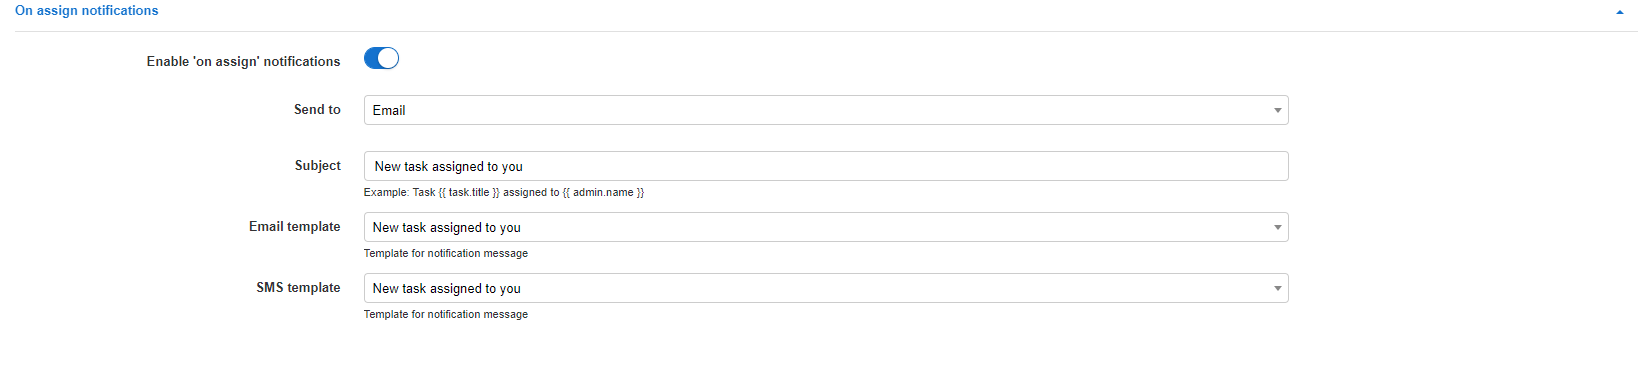 On assign notifications
Enable 'on assign' notifications
Send to
Email
Subject
New task assigned to you
Example: Task {{ task.title }} assigned to {{ admin.name }}
Email template
New task assigned to you
Template for notification message
SMS template
New task assigned to you
Template for notification message